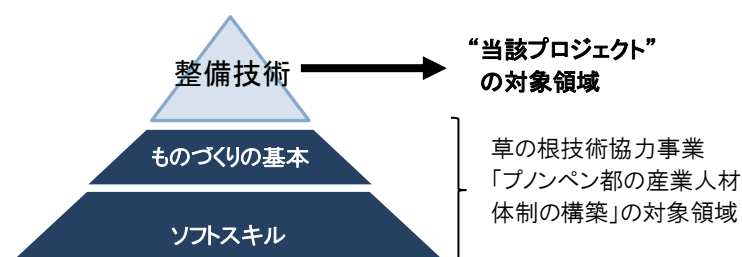 整備技術
“当該プロジェクト”
の対象領域
ものづくりの基本
ソフトスキル
草の根技術協力事業
「プノンペン都の産業人材
体制の構築」の対象領域